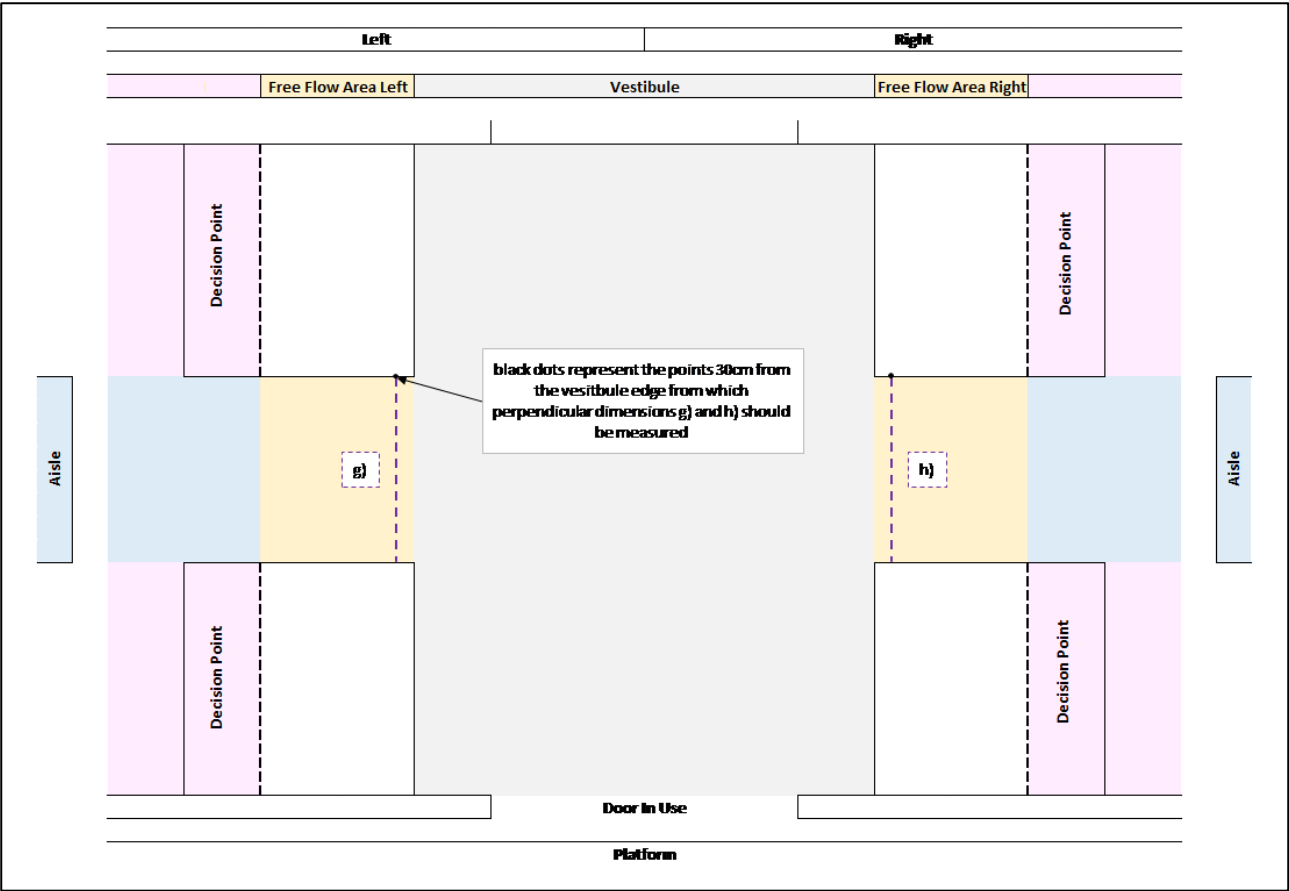 Left
Right
Free Flow Area Left
Vestibule
Free Flow Area Right
Decision Point
Decision Point
black dots represent the points 30cm from
the vesitbule edge from which
perpendicular dimensions g) and h) should
be measured
Aisle
g)
h)
Aisle
Decision Point
Decision Point
Door In Use
Platform